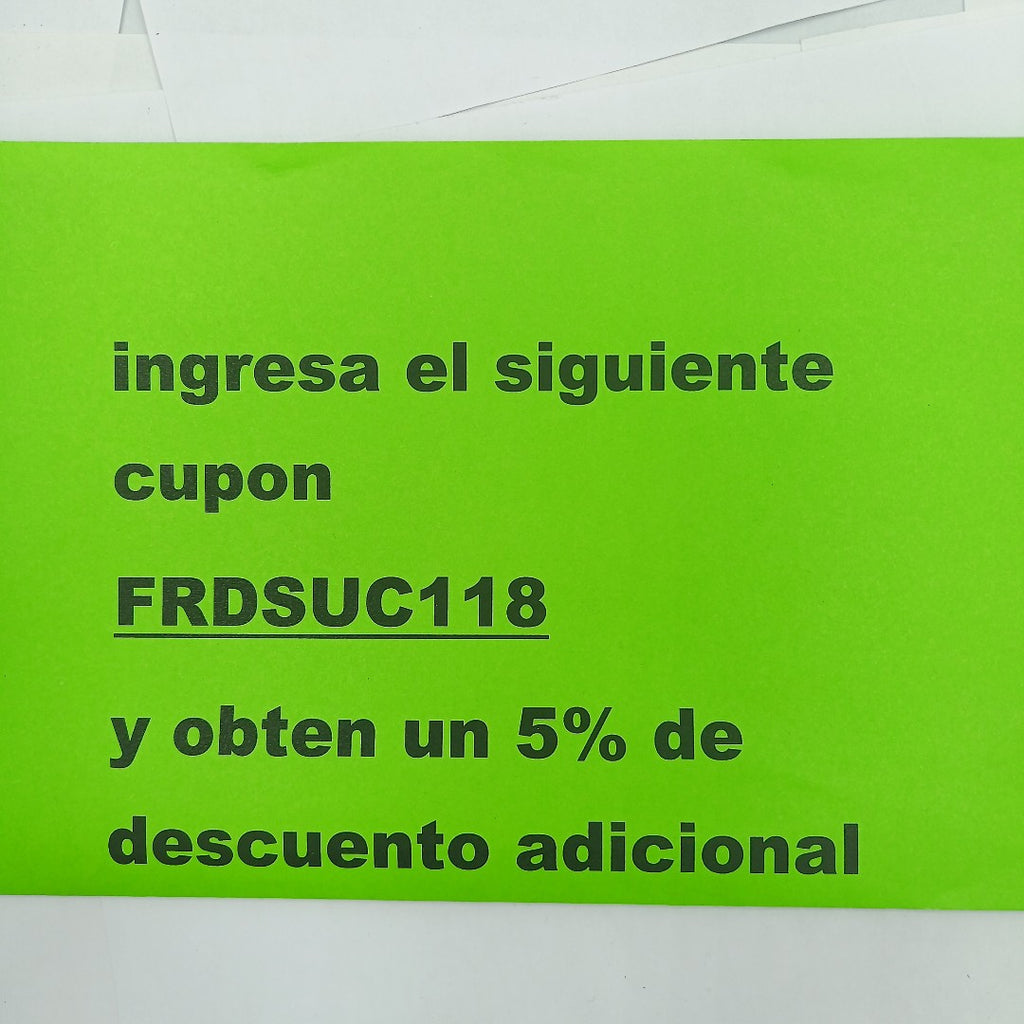 ingresa el siguiente
cupon
FRDSUC118
y obten un 5% de
descuento adicional